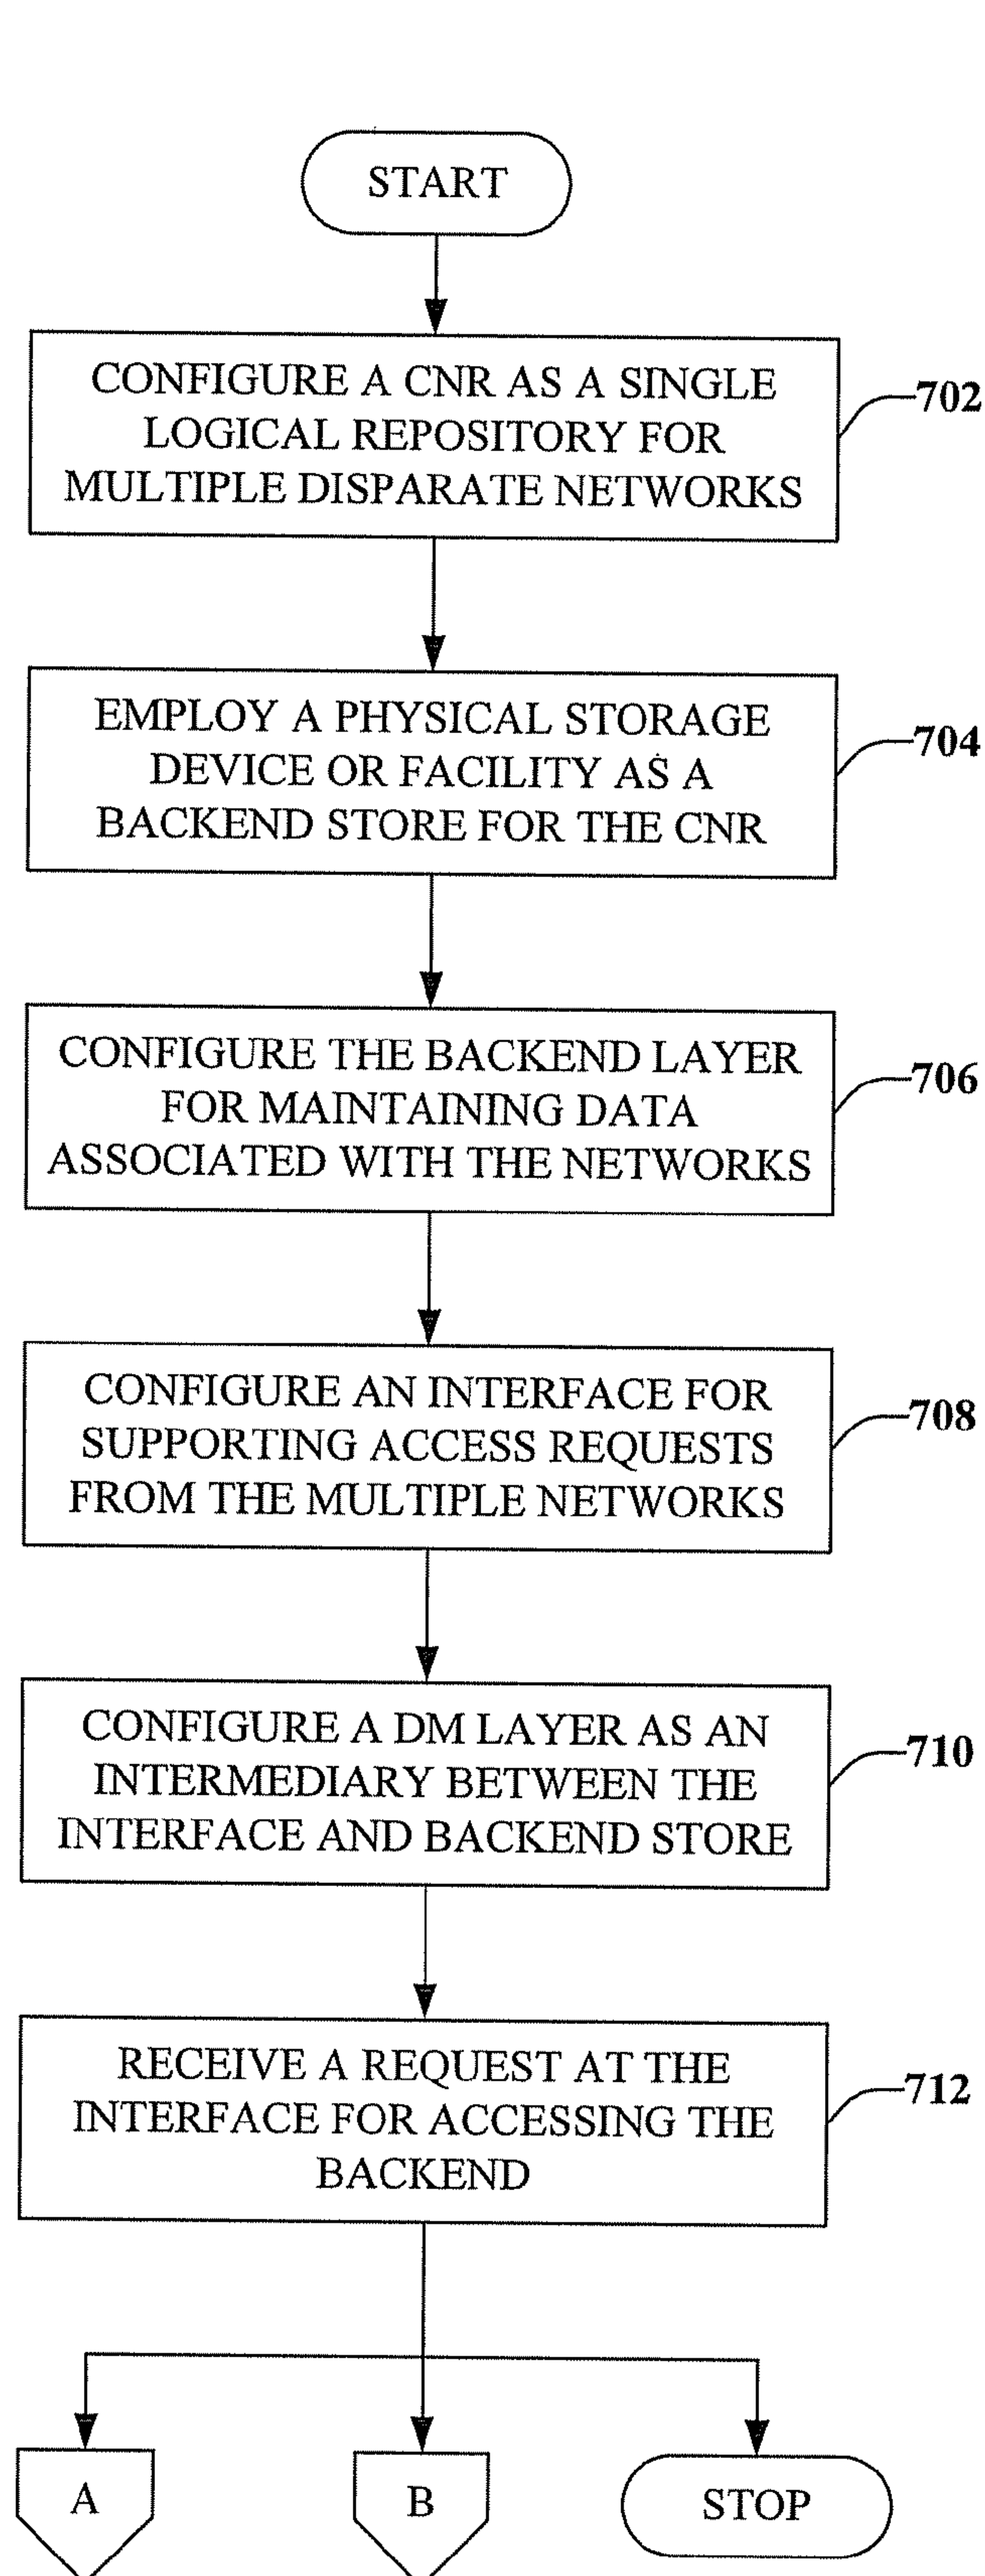 START
CONFIGURE A CNR AS A SINGLE
LOGICAL REPOSITORY FOR
MULTIPLE DISPARATE NETWORKS
702
EMPLOY A PHYSICAL STORAGE
DEVICE OR FACILITY AS A
BACKEND STORE FOR THE CNR
704
CONFIGURE THE BACKEND LAYER
FOR MAINTAINING DATA
ASSOCIATED WITH THE NETWORKS
706
CONFIGURE AN INTERFACE FOR
SUPPORTING ACCESS REQUESTS
FROM THE MULTIPLE NETWORKS
708
CONFIGURE A DM LAYER AS AN
INTERMEDIARY BETWEEN THE
INTERFACE AND BACKEND STORE
710
RECEIVE A REQUEST AT THE
INTERFACE FOR ACCESSING THE
BACKEND
712
A
B
STOP